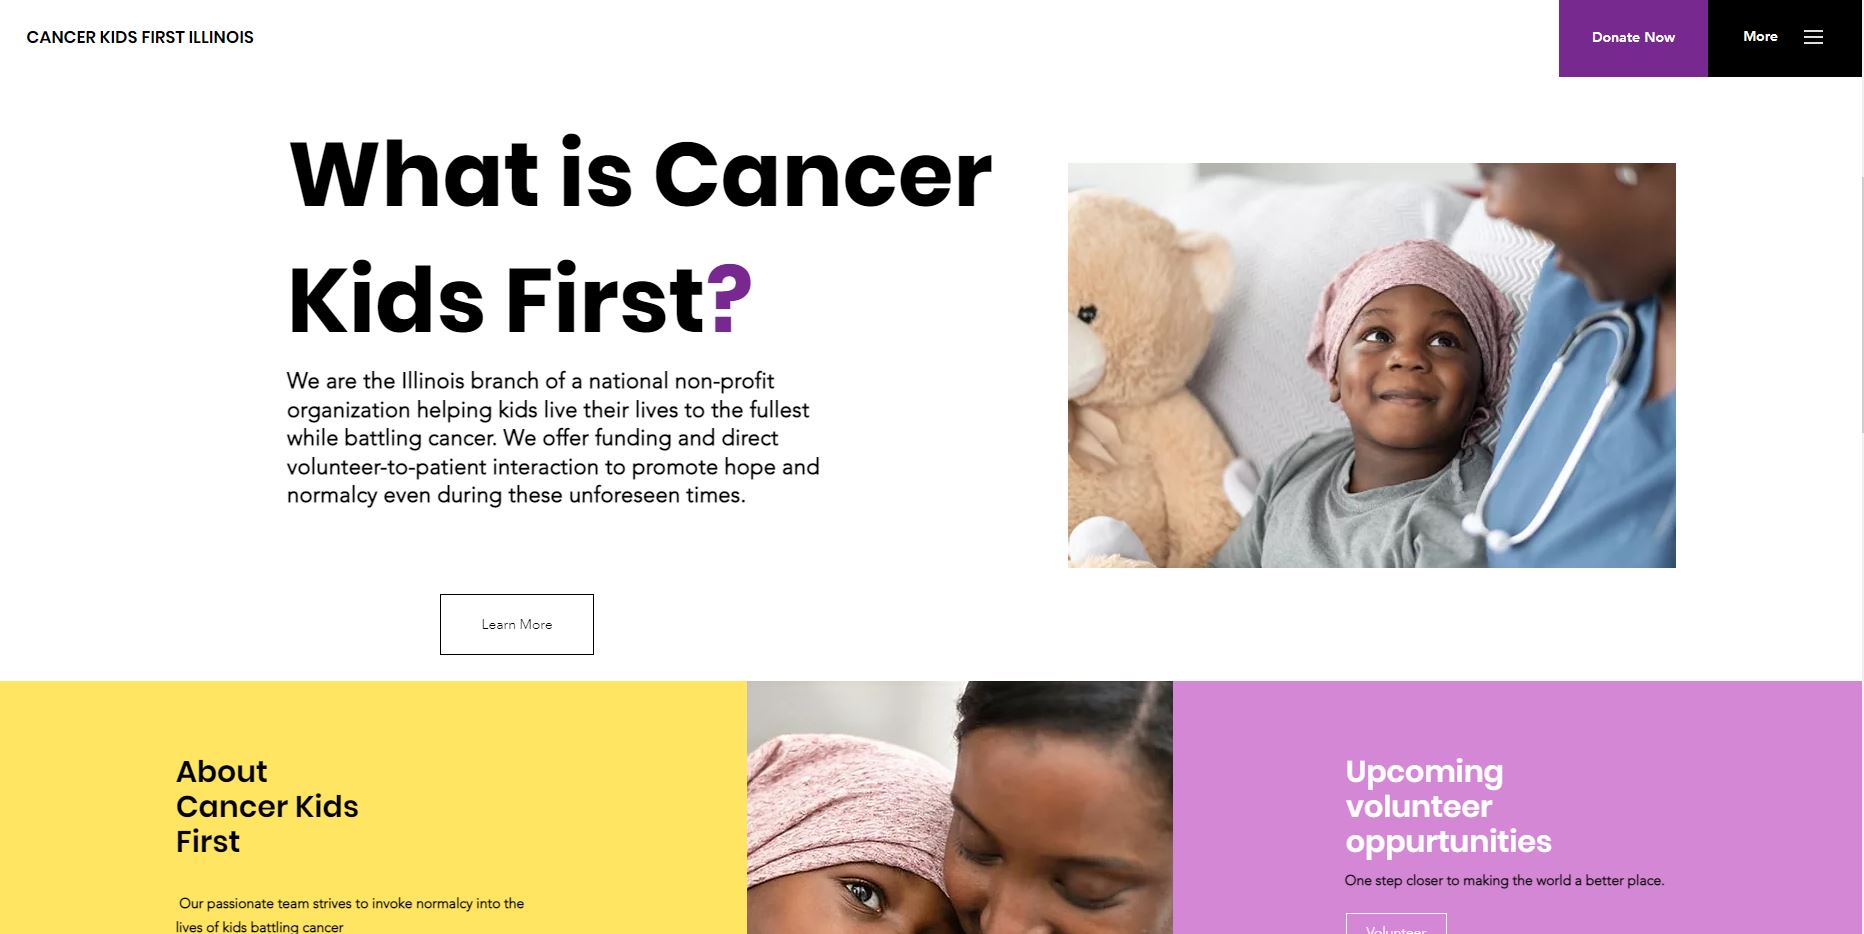 CANCER KIDS FIRST ILLINOIS
Donate Now
More
What is Cancer
Kids First?
We are the Illinois branch of a national non-profit
organization helping kids live their lives to the fullest
while battling cancer. We offer funding and direct
volunteer-to-patient interaction to promote hope and
normalcy even during these unforeseen times.
Learn More
About
Cancer Kids
First
Our passionate team strives to invoke normalcy into the
lives of kids battling cancer
Upcoming
volunteer
oppurtunities
One step closer to making the world a better place.
Volunteer